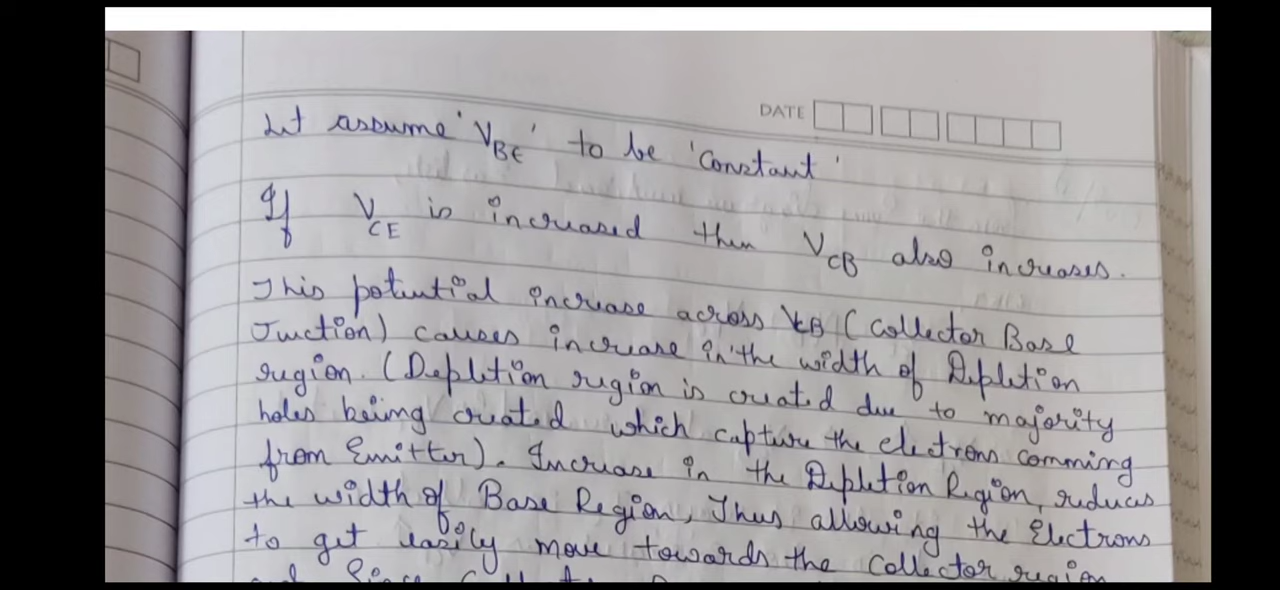 DATE
Let assume 'VBE' to be 'Constant'
If VCE is increased then VCB also increases.
This potential increase across VCB (Collector Base
Junction) causes increase in the width of Depletion
region. (Depletion region is created due to majority
holes being created which capture the electrons comming
from Emitter). Increase in the Depletion Region, reduces
the width of Base Region, Thus allowing the Electrons
to get easily move towards the Collector region